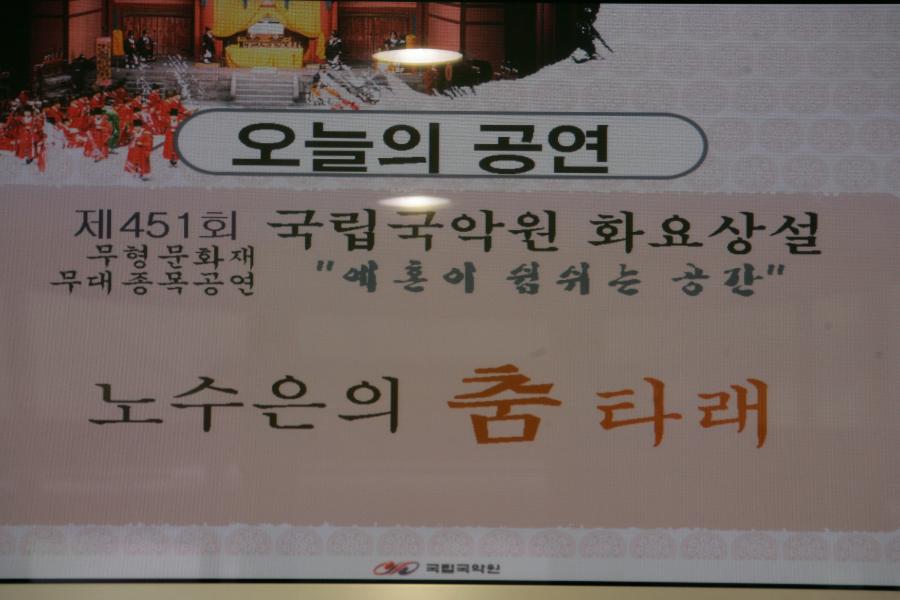 오늘의 공연
제451회 국립국악원 화요상설
무형문화재
무대종목공연 "예혼이 쉽쉬는 공간"
노수은의 춤 타래
국립국악원